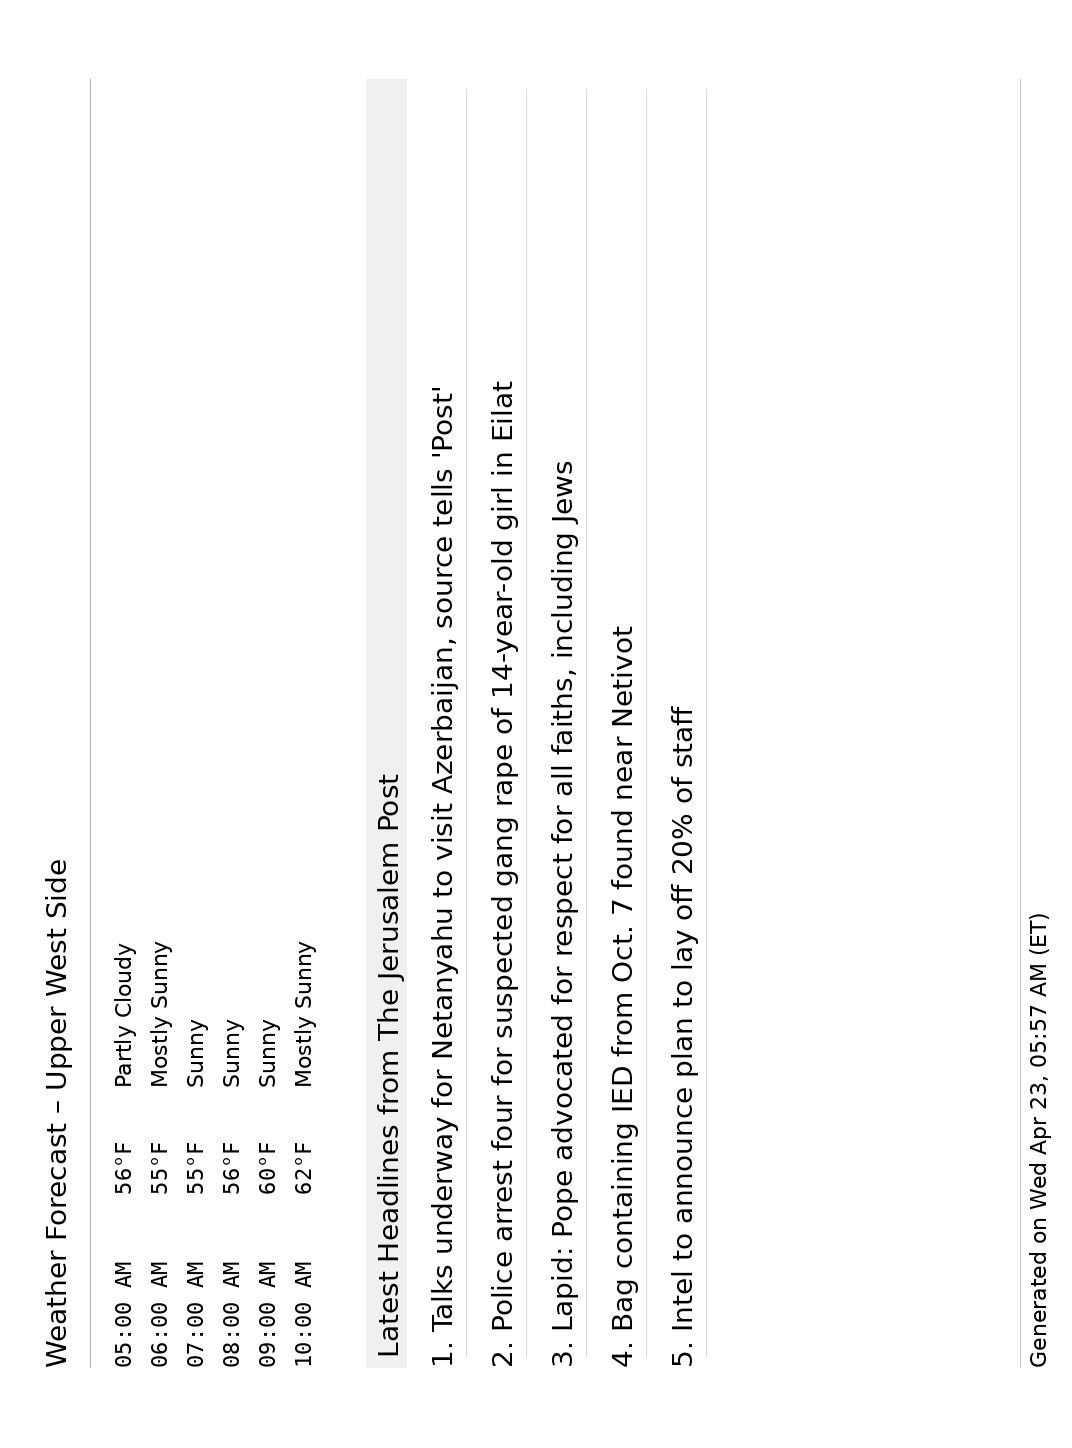 Weather Forecast – Upper West Side
05:00 AM 56°F Partly Cloudy
06:00 AM 55°F Mostly Sunny
07:00 AM 55°F Sunny
08:00 AM 56°F Sunny
09:00 AM 60°F Sunny
10:00 AM 62°F Mostly Sunny
Latest Headlines from The Jerusalem Post
1. Talks underway for Netanyahu to visit Azerbaijan, source tells 'Post'
2. Police arrest four for suspected gang rape of 14-year-old girl in Eilat
3. Lapid: Pope advocated for respect for all faiths, including Jews
4. Bag containing IED from Oct. 7 found near Netivot
5. Intel to announce plan to lay off 20% of staff
Generated on Wed Apr 23, 05:57 AM (ET)